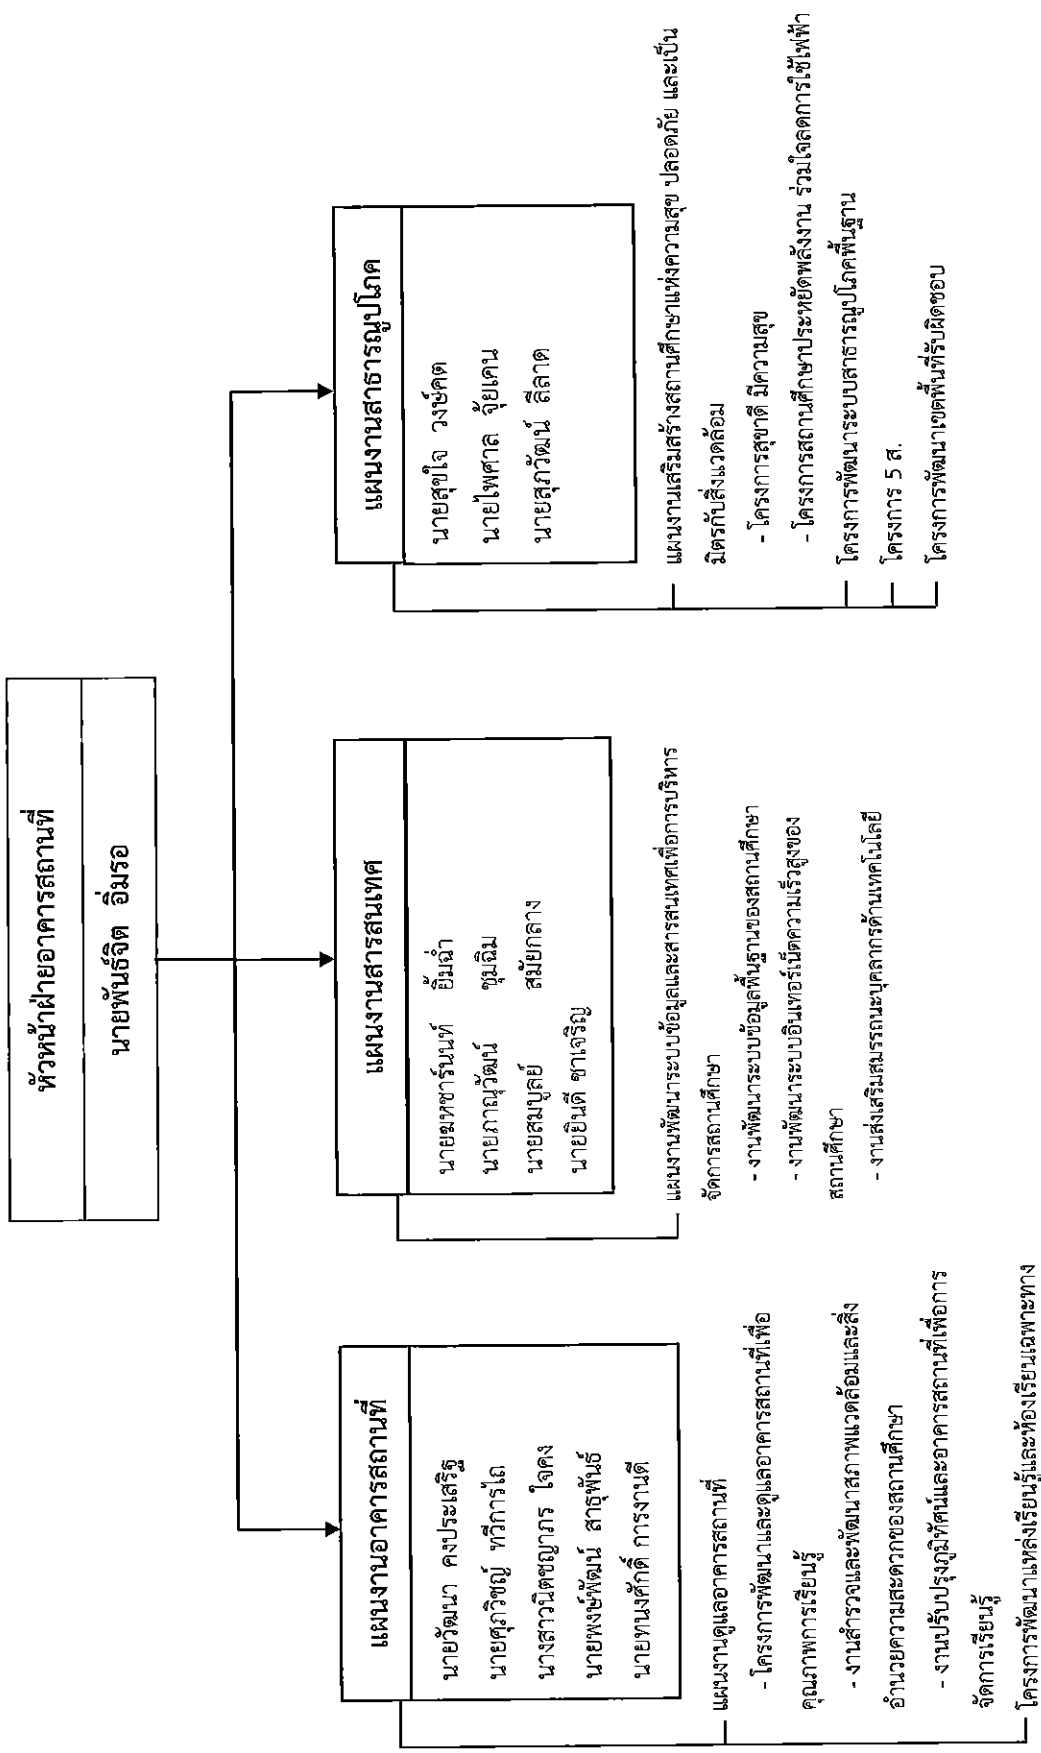 หัวหน้าฝ่ายอาคารสถานที่
นายพันธ์จิต อิ่มรอ
แผนงานอาคารสถานที่
นายวัฒนา คงประเสริฐ
นายศุภวิชญ์ ทวีการไถ
นางสาวนิตชญาภร ใจคง
นายพงษ์พัฒน์ สาธุพันธ์
นายทนงศักดิ์ การงานดี
แผนงานดูแลอาคารสถานที่
- โครงการพัฒนาและดูแลอาคารสถานที่เพื่อ
คุณภาพการเรียนรู้
- งานสำรวจและพัฒนาสภาพแวดล้อมและสิ่ง
อำนวยความสะดวกของสถานศึกษา
- งานปรับปรุงภูมิทัศน์และอาคารสถานที่เพื่อการ
จัดการเรียนรู้
โครงการพัฒนาแหล่งเรียนรู้และห้องเรียนเฉพาะทาง
แผนงานสารสนเทศ
นายมหชาร์นนท์ ยิ้มฉ่ำ
นายภาณุวัฒน์ ชุมฉิม
นายสมบูลย์ สมัยกลาง
นายยินดี ชาเจริญ
แผนงานพัฒนาระบบข้อมูลและสารสนเทศเพื่อการบริหาร
จัดการสถานศึกษา
- งานพัฒนาระบบข้อมูลพื้นฐานของสถานศึกษา
- งานพัฒนาระบบอินเทอร์เน็ตความเร็วสูงของ
สถานศึกษา
- งานส่งเสริมสมรรถนะบุคลากรด้านเทคโนโลยี
แผนงานสาธารณูปโภค
นายสุขใจ วงษ์คต
นายไพศาล จุ้ยเคน
นายสุภวัฒน์ ลีลาด
แผนงานเสริมสร้างสถานศึกษาแห่งความสุข ปลอดภัย และเป็น
มิตรกับสิ่งแวดล้อม
- โครงการสุขาดี มีความสุข
- โครงการสถานศึกษาประหยัดพลังงาน ร่วมใจลดการใช้ไฟฟ้า
โครงการพัฒนาระบบสาธารณูปโภคพื้นฐาน
โครงการ 5 ส.
โครงการพัฒนาเขตพื้นที่รับผิดชอบ